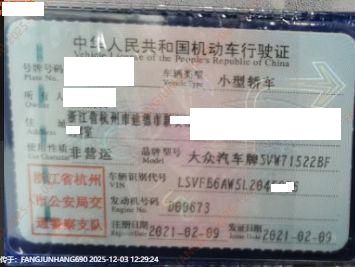 中华人民共和国机动车行驶证
Vehicle License of the People's Republic of China
号牌号码
Plate No.
车辆类型
Vehicle Type
小型轿车
所 有 人
Owner
住 址
浙江省杭州市
室
使用性质
Use Character
非营运
品牌型号
Model
大众汽车牌SVW71522BF
浙江省杭州
市公安局交
通警察支队
车辆识别代号
VIN
LSVFB6AW5L204
发动机号码
Engine No.
D09673
注册日期
2021-02-09
发证日期
2021-02-09
传于：FANGJUNHANG690 2025-12-03 12:29:24